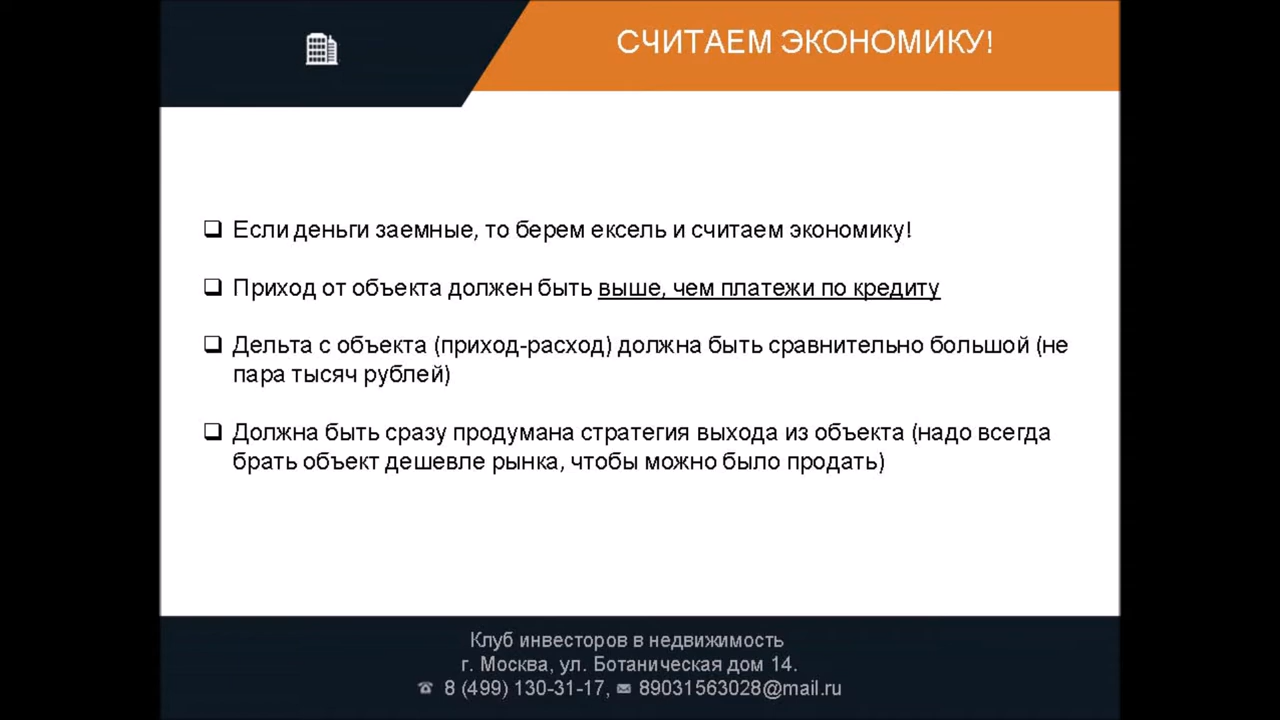 СЧИТАЕМ ЭКОНОМИКУ!
Если деньги заемные, то берем ексель и считаем экономику!
Приход от объекта должен быть выше, чем платежи по кредиту
Дельта с объекта (приход-расход) должна быть сравнительно большой (не
пара тысяч рублей)
Должна быть сразу продумана стратегия выхода из объекта (надо всегда
брать объект дешевле рынка, чтобы можно было продать)
Клуб инвесторов в недвижимость
г. Москва, ул. Ботаническая дом 14.
8 (499) 130-31-17, 89031563028@mail.ru